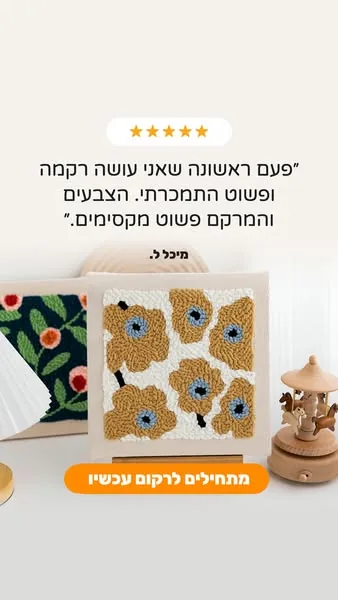 "פעם ראשונה שאני עושה רקמה
ופשוט התמכרתי. הצבעים
והמרקם פשוט מקסימים."
מיכל ל.
מתחילים לרקום עכשיו